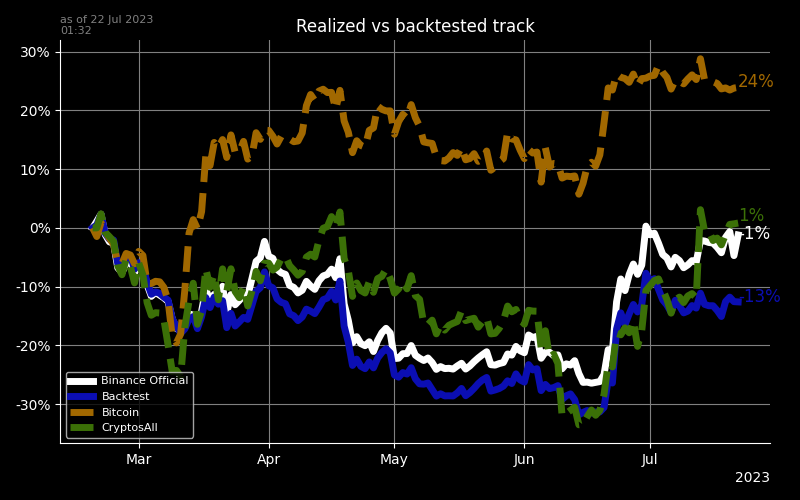 as of 22 Jul 2023
01:32
Realized vs backtested track
30%
20%
10%
0%
-10%
-20%
-30%
24%
1%
-1%
-13%
Binance Official
Backtest
Bitcoin
CryptosAll
Mar
Apr
May
Jun
Jul
2023